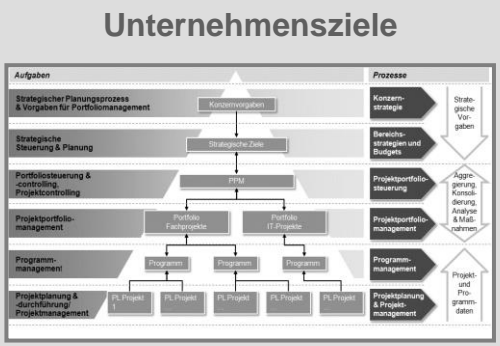 Unternehmensziele
Aufgaben
Prozesse
Strategischer Planungsprozess
& Vorgaben für Portfoliomanagement
Konzernvorgaben
Konzern-
strategie
Strate-
gische
Vor-
gaben
Strategische
Steuerung & Planung
Strategische Ziele
Bereichs-
strategien und
Budgets
Portfoliosteuerung &
-controlling,
Projektcontrolling
PPM
Projektportfolio-
steuerung
Aggre-
gierung,
Konsoli-
dierung,
Analyse
& Maß-
nahmen
Projektportfolio-
management
Portfolio
Fachprojekte
Portfolio
IT-Projekte
Projektportfolio-
management
Programm-
management
Programm
Programm
Programm
Programm-
management
Projekt-
und
Pro-
gramm-
daten
Projektplanung &
-durchführung/
Projektmanagement
PL Projekt
1
PL Projekt
...
PL Projekt
...
PL Projekt
...
PL Projekt
...
Projektplanung
& Projekt-
management